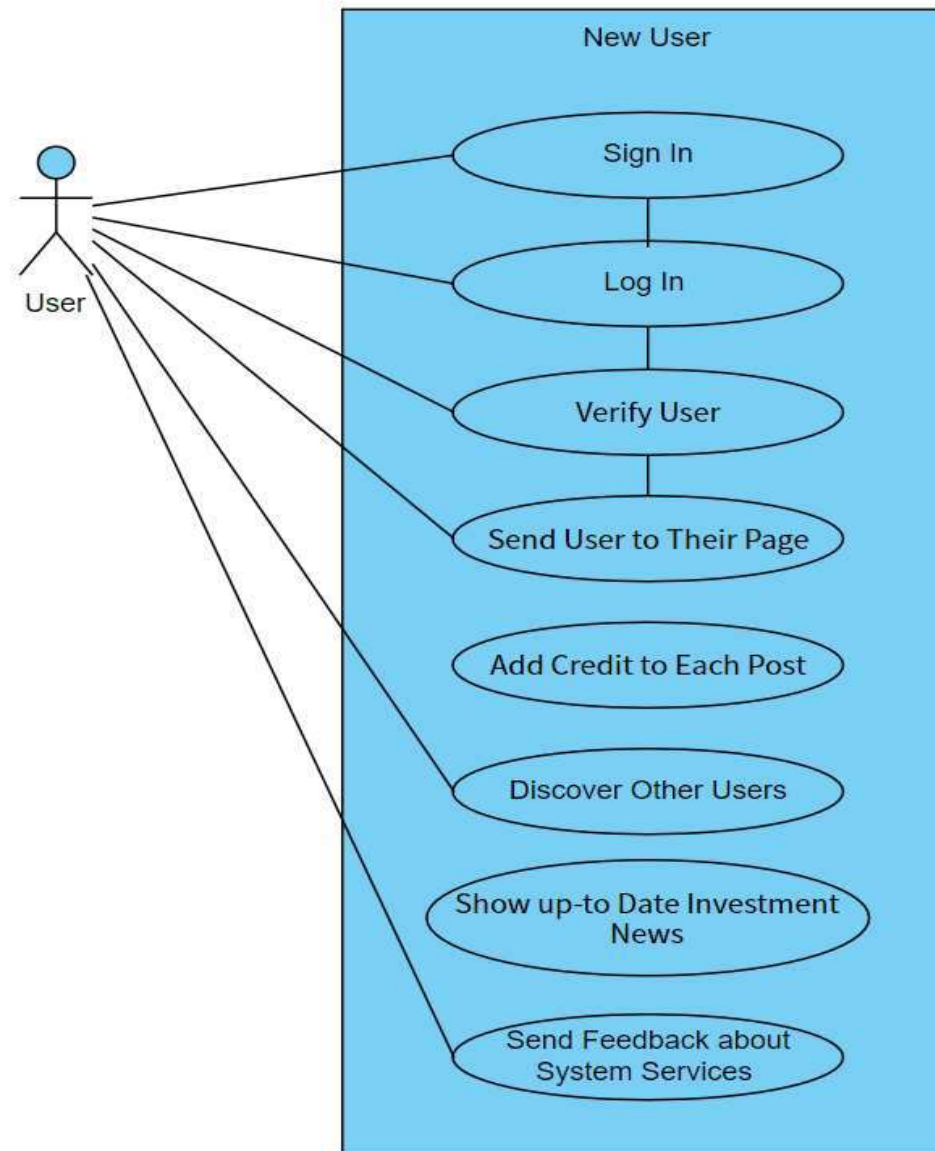 New User
Sign In
User
Log In
Verify User
Send User to Their Page
Add Credit to Each Post
Discover Other Users
Show up-to Date Investment
News
Send Feedback about
System Services